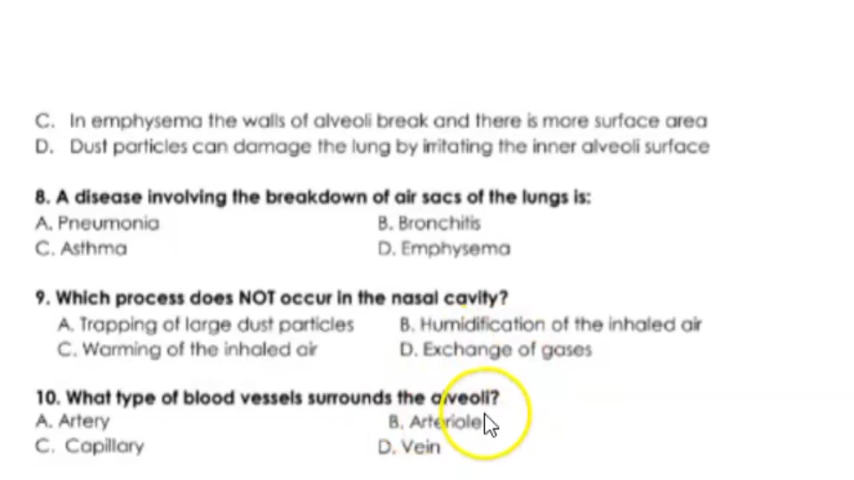 C. In emphysema the walls of alveoli break and there is more surface area
D. Dust particles can damage the lung by irritating the inner alveoli surface
8. A disease involving the breakdown of air sacs of the lungs is:
A. Pneumonia B. Bronchitis
C. Asthma D. Emphysema
9. Which process does NOT occur in the nasal cavity?
A. Trapping of large dust particles B. Humidification of the inhaled air
C. Warming of the inhaled air D. Exchange of gases
10. What type of blood vessels surrounds the alveoli?
A. Artery B. Arteriole
C. Capillary D. Vein